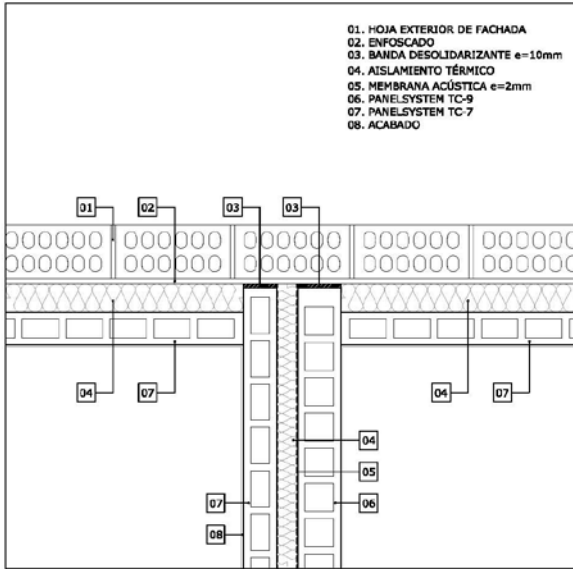 01. HOJA EXTERIOR DE FACHADA
02. ENFOSCADO
03. BANDA DESOLIDARIZANTE e=10mm
04. AISLAMIENTO TÉRMICO
05. MEMBRANA ACÚSTICA e=2mm
06. PANELSYSTEM TC-9
07. PANELSYSTEM TC-7
08. ACABADO
01 02 03 03
04 07 04 07
04
05
07 06
08